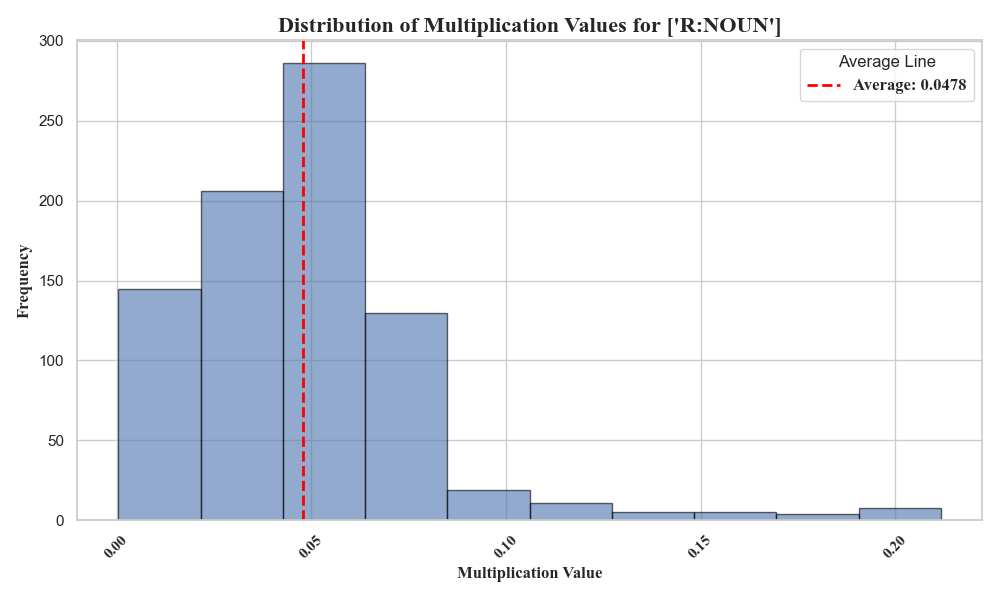 Distribution of Multiplication Values for ['R:NOUN']
Average Line
Average: 0.0478
300
250
200
150
100
50
0
Frequency
0.00
0.05
0.10
0.15
0.20
Multiplication Value